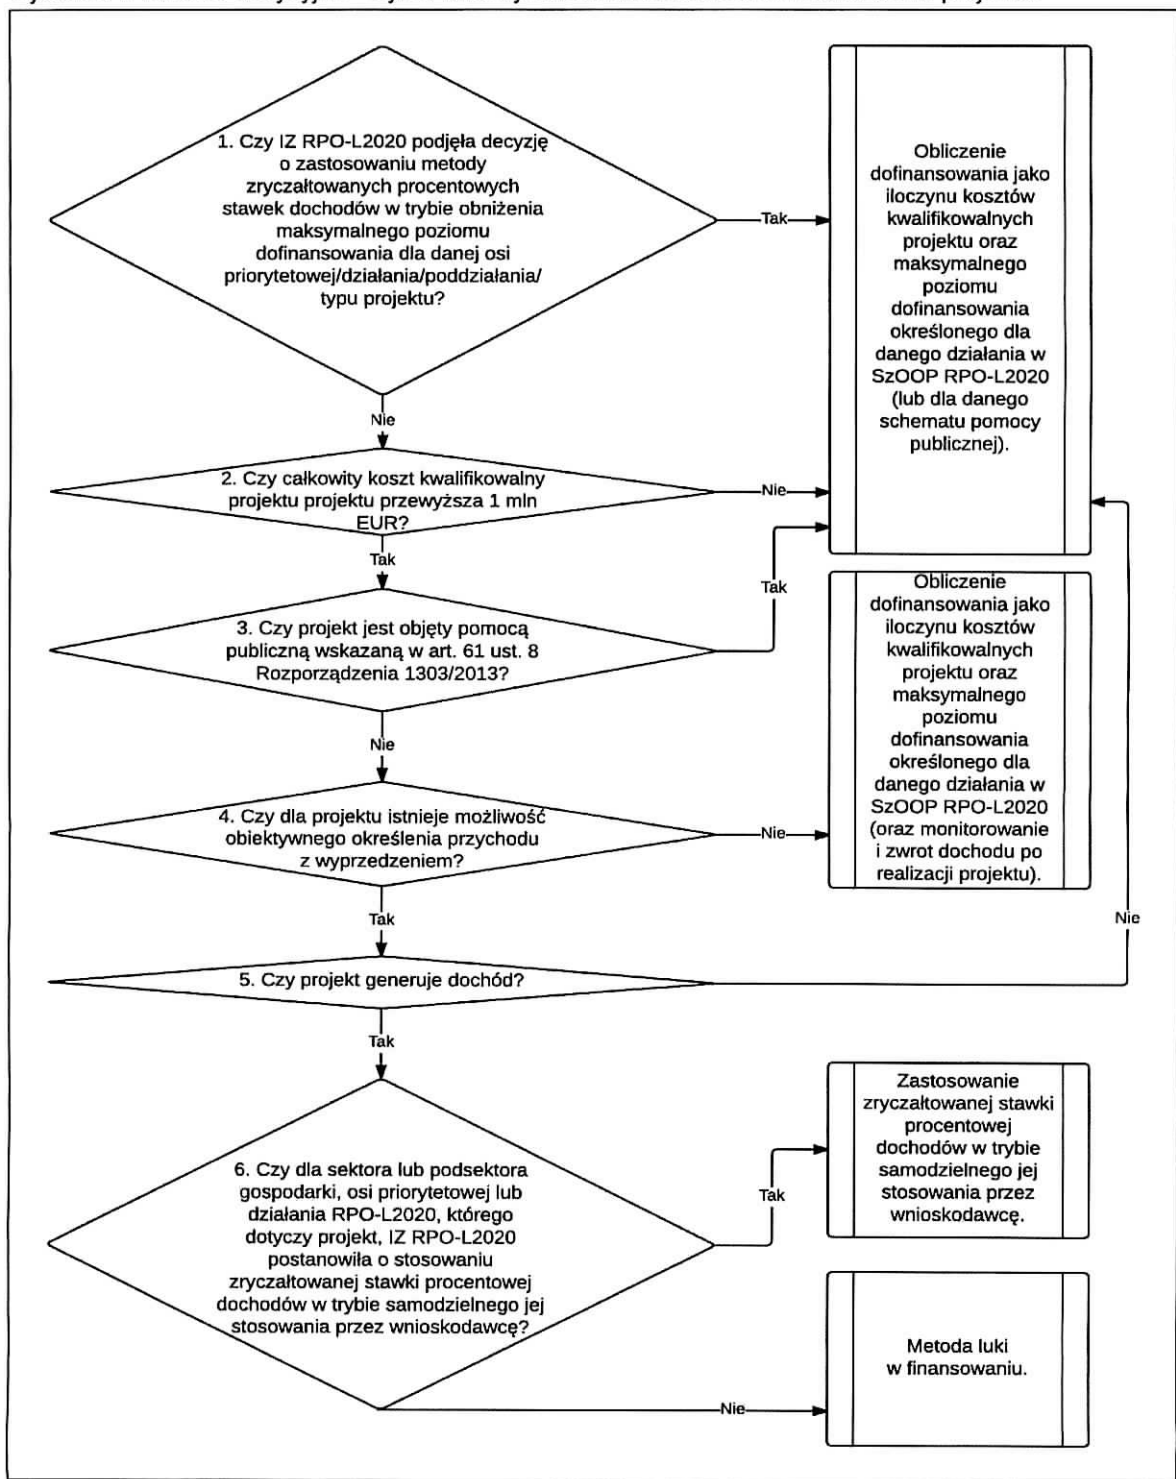 1. Czy IZ RPO-L2020 podjęła decyzję
o zastosowaniu metody
zryczałtowanych procentowych
stawek dochodów w trybie obniżenia
maksymalnego poziomu
dofinansowania dla danej osi
priorytetowej/działania/poddziałania/
typu projektu?
Tak
Obliczenie
dofinansowania jako
iloczynu kosztów
kwalifikowalnych
projektu oraz
maksymalnego
poziomu
dofinansowania
określonego dla
danego działania w
SzOOP RPO-L2020
(lub dla danego
schematu pomocy
publicznej).
Nie
2. Czy całkowity koszt kwalifikowalny
projektu projektu przewyższa 1 mln
EUR?
Nie
Tak
3. Czy projekt jest objęty pomocą
publiczną wskazaną w art. 61 ust. 8
Rozporządzenia 1303/2013?
Tak
Obliczenie
dofinansowania jako
iloczynu kosztów
kwalifikowalnych
projektu oraz
maksymalnego
poziomu
dofinansowania
określonego dla
danego działania w
SzOOP RPO-L2020
(oraz monitorowanie
i zwrot dochodu po
realizacji projektu).
Nie
4. Czy dla projektu istnieje możliwość
obiektywnego określenia przychodu
z wyprzedzeniem?
Nie
Tak
5. Czy projekt generuje dochód?
Nie
Tak
6. Czy dla sektora lub podsektora
gospodarki, osi priorytetowej lub
działania RPO-L2020, którego
dotyczy projekt, IZ RPO-L2020
postanowiła o stosowaniu
zryczałtowanej stawki procentowej
dochodów w trybie samodzielnego jej
stosowania przez wnioskodawcę?
Tak
Zastosowanie
zryczałtowanej stawki
procentowej
dochodów w trybie
samodzielnego jej
stosowania przez
wnioskodawcę.
Nie
Metoda luki
w finansowaniu.